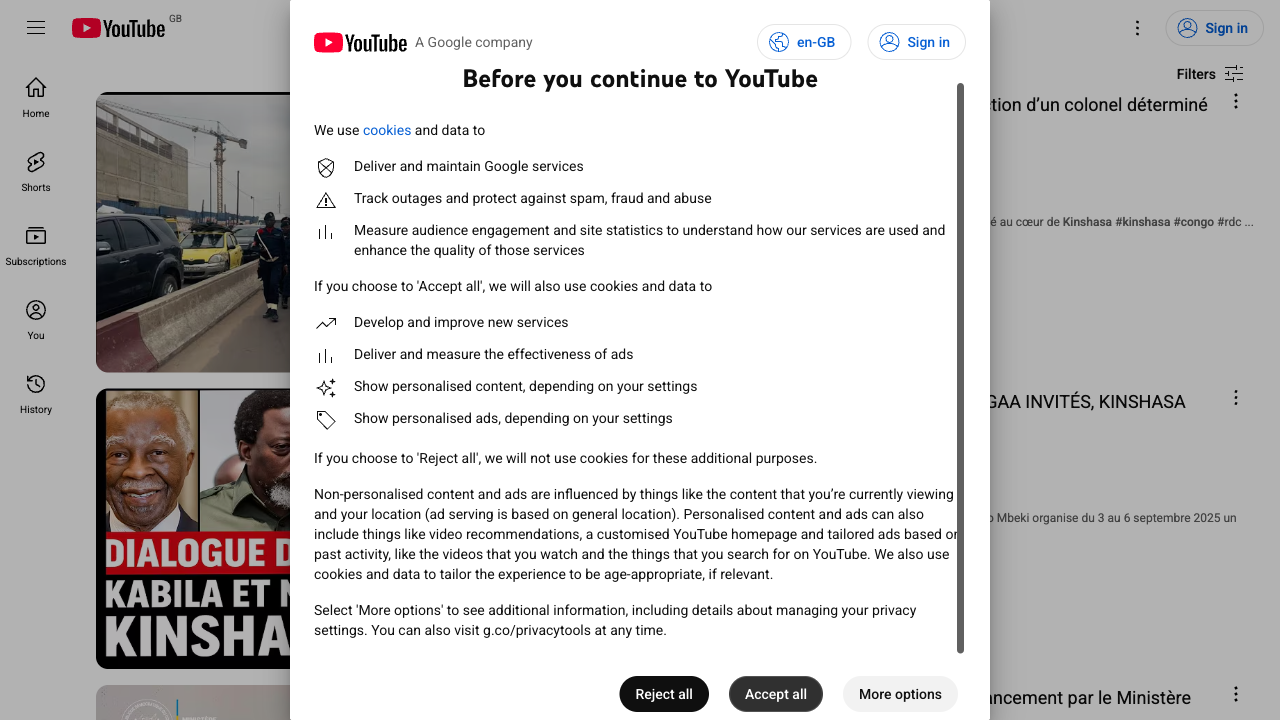 YouTube GB
Home
Shorts
Subscriptions
You
History
YouTube A Google company
en-GB
Sign in
Before you continue to YouTube
We use cookies and data to
Deliver and maintain Google services
Track outages and protect against spam, fraud and abuse
Measure audience engagement and site statistics to understand how our services are used and
enhance the quality of those services
If you choose to 'Accept all', we will also use cookies and data to
Develop and improve new services
Deliver and measure the effectiveness of ads
Show personalised content, depending on your settings
Show personalised ads, depending on your settings
If you choose to 'Reject all', we will not use cookies for these additional purposes.
Non-personalised content and ads are influenced by things like the content that you’re currently viewing
and your location (ad serving is based on general location). Personalised content and ads can also
include things like video recommendations, a customised YouTube homepage and tailored ads based on
past activity, like the videos that you watch and the things that you search for on YouTube. We also use
cookies and data to tailor the experience to be age-appropriate, if relevant.
Select 'More options' to see additional information, including details about managing your privacy
settings. You can also visit g.co/privacytools at any time.
Reject all
Accept all
More options
Sign in
Filters
d’un colonel déterminé
au cœur de Kinshasa #kinshasa #congo #rdc ...
DIALOGUE
KABILA ET
KINSHA
INVITÉS, KINSHASA
Mbeki organise du 3 au 6 septembre 2025 un
par le Ministère